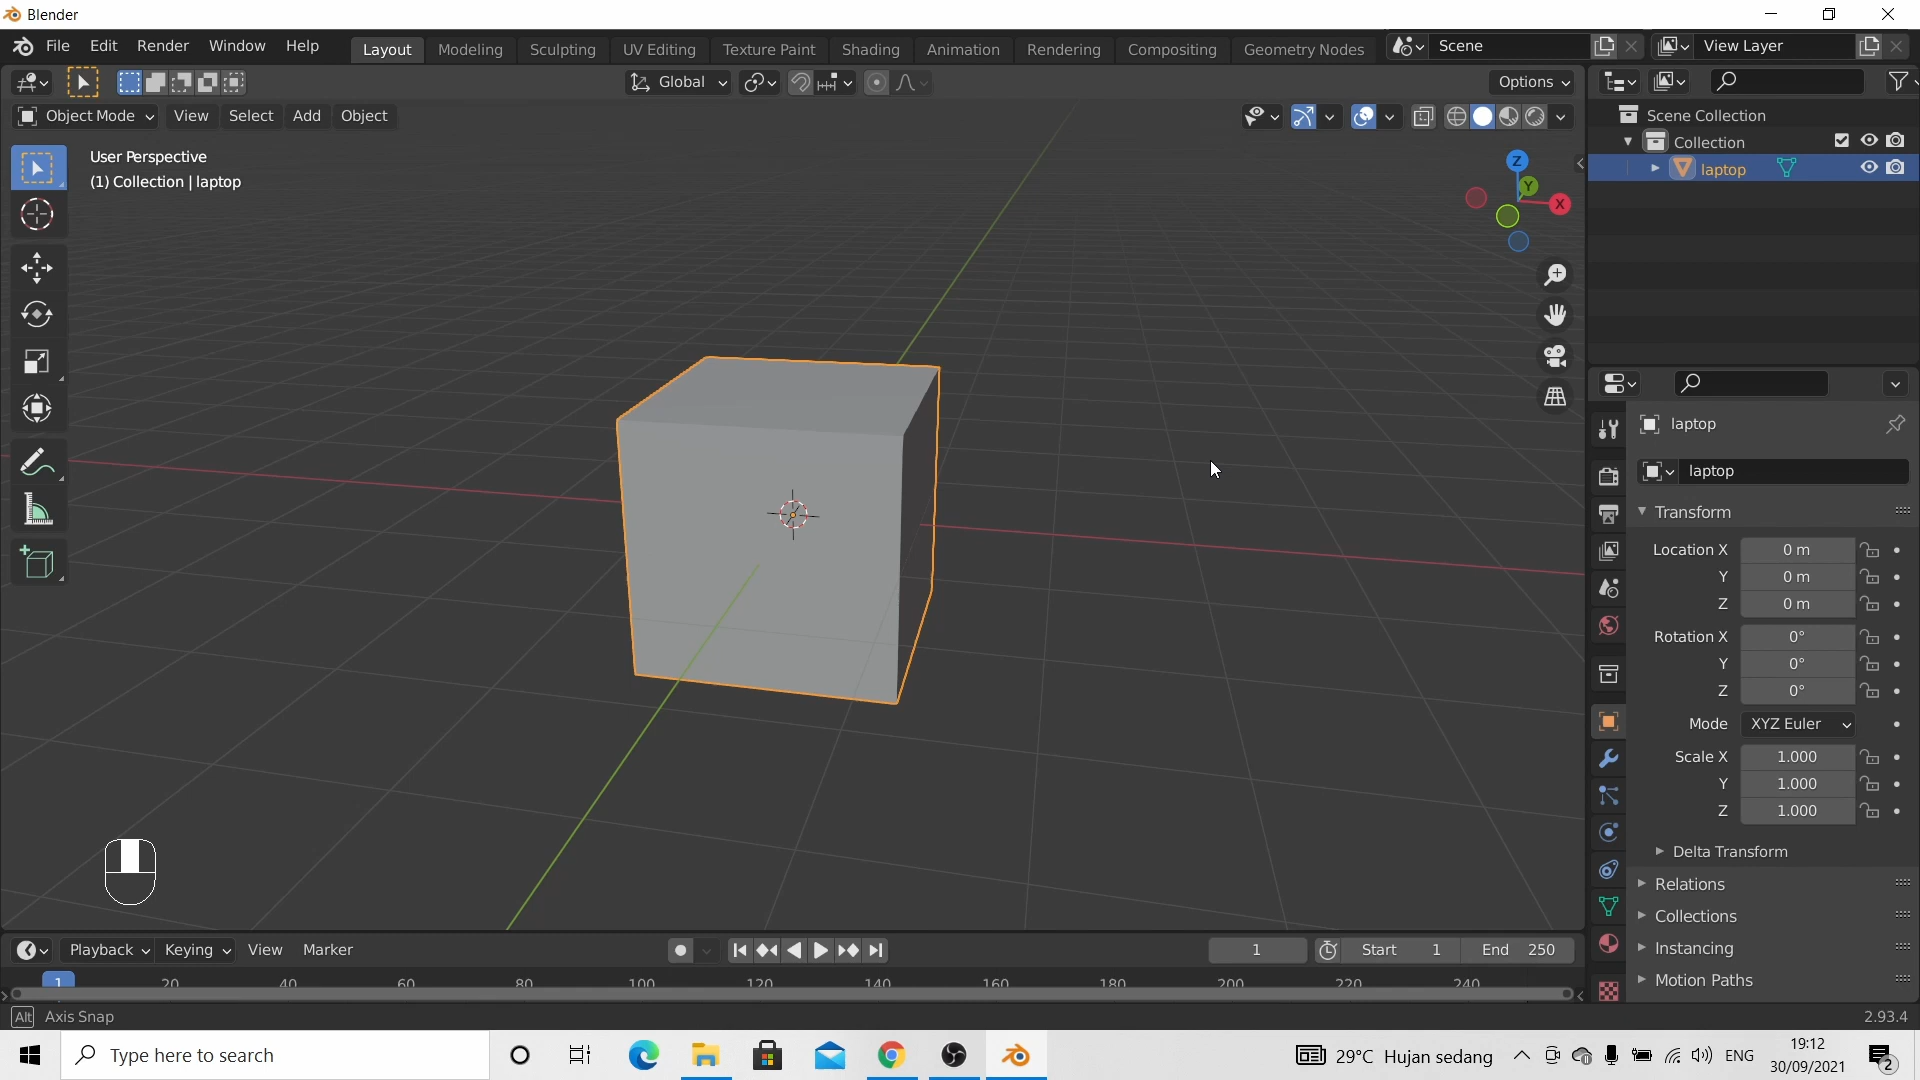 Blender
File Edit Render Window Help Layout Modeling Sculpting UV Editing Texture Paint Shading Animation Rendering Compositing Geometry Nodes Scene View Layer
Global Options
Object Mode View Select Add Object
User Perspective
(1) Collection | laptop
Z
Y
X
Scene Collection
Collection
laptop
laptop
laptop
Transform
Location X 0 m
Y 0 m
Z 0 m
Rotation X 0°
Y 0°
Z 0°
Mode XYZ Euler
Scale X 1.000
Y 1.000
Z 1.000
Delta Transform
Relations
Collections
Instancing
Motion Paths
Playback Keying View Marker 1 Start 1 End 250
1 20 40 60 80 100 120 140 160 180 200 220 240
Alt Axis Snap 2.93.4
Type here to search 29°C Hujan sedang ENG 19:12
30/09/2021 2